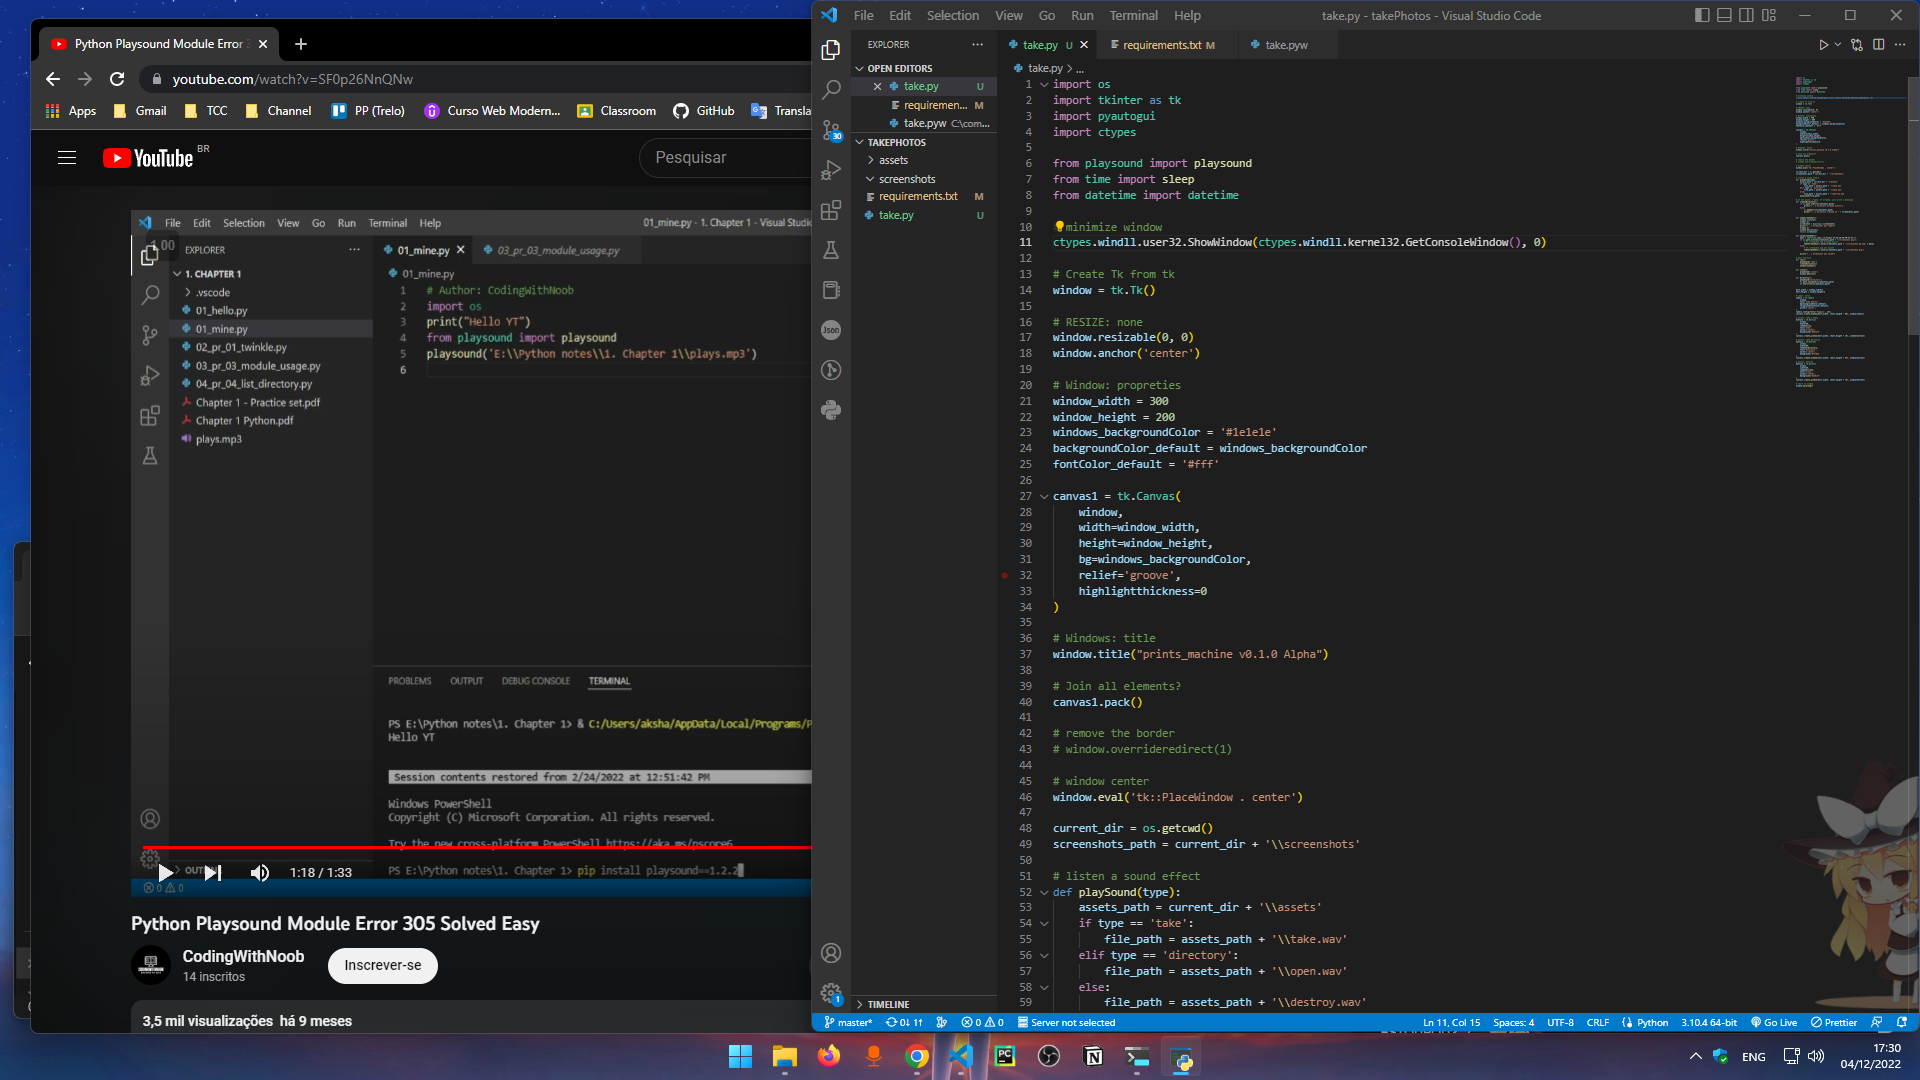 Python Playsound Module Error
youtube.com/watch?v=SF0p26NnQNw
Apps
Gmail
TCC
Channel
PP (Trelo)
Curso Web Modern...
Classroom
GitHub
Transla
YouTube BR
Pesquisar
File Edit Selection View Go Run Terminal Help
01_mine.py - 1. Chapter 1 - Visual Studio
1.00
EXPLORER
01_mine.py
03_pr_03_module_usage.py
1. CHAPTER 1
.vscode
01_hello.py
01_mine.py
02_pr_01_twinkle.py
03_pr_03_module_usage.py
04_pr_04_list_directory.py
Chapter 1 - Practice set.pdf
Chapter 1 Python.pdf
plays.mp3
01_mine.py
1 # Author: CodingWithNoob
2 import os
3 print("Hello YT")
4 from playsound import playsound
5 playsound('E:\\Python notes\\1. Chapter 1\\plays.mp3')
6
PROBLEMS OUTPUT DEBUG CONSOLE TERMINAL
PS E:\Python notes\1. Chapter 1> & C:/Users/aksha/AppData/Local/Programs/P
Hello YT
Session contents restored from 2/24/2022 at 12:51:42 PM
Windows PowerShell
Copyright (C) Microsoft Corporation. All rights reserved.
Try the new cross-platform PowerShell https://aka.ms/pscore6
PS E:\Python notes\1. Chapter 1> pip install playsound==1.2.2
1:18 / 1:33
Python Playsound Module Error 305 Solved Easy
CodingWithNoob
14 inscritos
Inscrever-se
3,5 mil visualizações há 9 meses
File Edit Selection View Go Run Terminal Help
take.py - takePhotos - Visual Studio Code
EXPLORER
OPEN EDITORS
take.py U
requiremen... M
take.pyw C:\com...
TAKEPHOTOS
assets
screenshots
requirements.txt M
take.py U
TIMELINE
30
Json
1
take.py U
requirements.txt M
take.pyw
take.py > ...
1 import os
2 import tkinter as tk
3 import pyautogui
4 import ctypes
5
6 from playsound import playsound
7 from time import sleep
8 from datetime import datetime
9
10 #minimize window
11 ctypes.windll.user32.ShowWindow(ctypes.windll.kernel32.GetConsoleWindow(), 0)
12
13 # Create Tk from tk
14 window = tk.Tk()
15
16 # RESIZE: none
17 window.resizable(0, 0)
18 window.anchor('center')
19
20 # Window: propreties
21 window_width = 300
22 window_height = 200
23 windows_backgroundColor = '#1e1e1e'
24 backgroundColor_default = windows_backgroundColor
25 fontColor_default = '#fff'
26
27 canvas1 = tk.Canvas(
28 window,
29 width=window_width,
30 height=window_height,
31 bg=windows_backgroundColor,
32 relief='groove',
33 highlightthickness=0
34 )
35
36 # Windows: title
37 window.title("prints_machine v0.1.0 Alpha")
38
39 # Join all elements?
40 canvas1.pack()
41
42 # remove the border
43 # window.overrideredirect(1)
44
45 # window center
46 window.eval('tk::PlaceWindow . center')
47
48 current_dir = os.getcwd()
49 screenshots_path = current_dir + '\\screenshots'
50
51 # listen a sound effect
52 def playSound(type):
53 assets_path = current_dir + '\\assets'
54 if type == 'take':
55 file_path = assets_path + '\\take.wav'
56 elif type == 'directory':
57 file_path = assets_path + '\\open.wav'
58 else:
59 file_path = assets_path + '\\destroy.wav'
master* 0↓ 1↑ 0 0 Server not selected
Ln 11, Col 15 Spaces: 4 UTF-8 CRLF Python 3.10.4 64-bit Go Live Prettier
ENG
17:30
04/12/2022